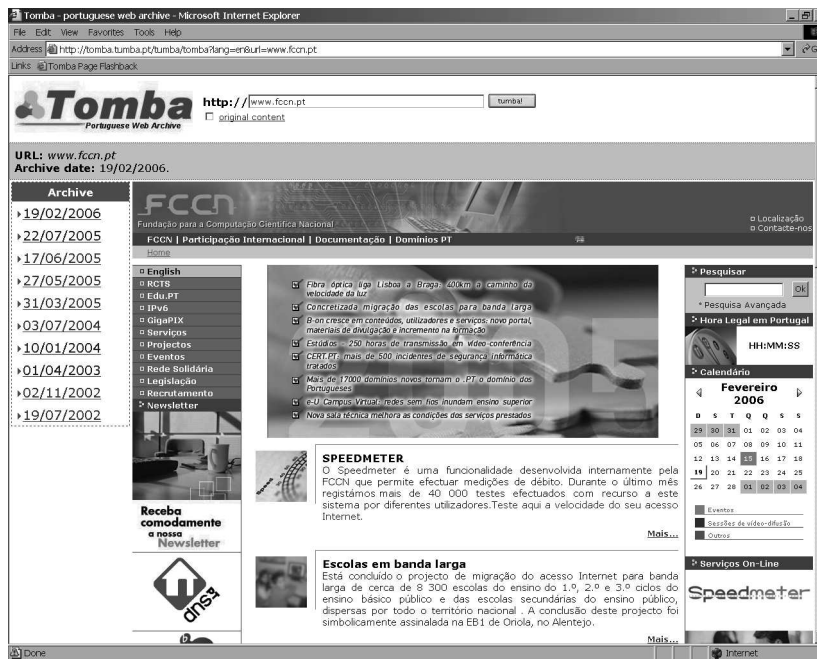 Tomba - portuguese web archive - Microsoft Internet Explorer
File Edit View Favorites Tools Help
Address http://tomba.tumba.pt/tumba/tomba?lang=en&url=www.fccn.pt
Links Tomba Page Flashback
Tomba
Portuguese Web Archive
http:// www.fccn.pt tumba!
original content
URL: www.fccn.pt
Archive date: 19/02/2006.
Archive
19/02/2006
22/07/2005
17/06/2005
27/05/2005
31/03/2005
03/07/2004
10/01/2004
01/04/2003
02/11/2002
19/07/2002
FCCN
Fundação para a Computação Científica Nacional
Localização
Contacte-nos
FCCN | Participação Internacional | Documentação | Domínios PT
Home
English
RCTS
Edu.PT
IPv6
GigaPIX
Serviços
Projectos
Eventos
Rede Solidária
Legislação
Recrutamento
Newsletter
Receba
comodamente
a nossa
Newsletter
dnsa
Fibra óptica liga Lisboa a Braga: 400km a caminho da
velocidade da luz
Concretizada migração das escolas para banda larga
B-on cresce em conteúdos, utilizadores e serviços: novo portal,
materiais de divulgação e incremento na formação
Estúdios - 250 horas de transmissão em vídeo-conferência
CERT.PT: mais de 500 incidentes de segurança informática
tratados
Mais de 17000 domínios novos tornam o .PT o domínio dos
Portugueses
e-U Campus Virtual: redes sem fios inundam ensino superior
Nova sala técnica melhora as condições dos serviços prestados
SPEEDMETER
O Speedmeter é uma funcionalidade desenvolvida internamente pela
FCCN que permite efectuar medições de débito. Durante o último mês
registámos mais de 40 000 testes efectuados com recurso a este
sistema por diferentes utilizadores.Teste aqui a velocidade do seu acesso
Internet.
Mais...
Escolas em banda larga
Está concluído o projecto de migração do acesso Internet para banda
larga de cerca de 8 300 escolas do ensino do 1.º, 2.º e 3.º ciclos do
ensino básico público e das escolas secundárias do ensino público,
dispersas por todo o território nacional . A conclusão deste projecto foi
simbolicamente assinalada na EB1 de Oriola, no Alentejo.
Mais...
Pesquisar
Ok
* Pesquisa Avançada
Hora Legal em Portugal
HH:MM:SS
Calendário
Fevereiro
2006
D S T Q Q S S
29 30 31 01 02 03 04
05 06 07 08 09 10 11
12 13 14 15 16 17 18
19 20 21 22 23 24 25
26 27 28 01 02 03 04
Eventos
Sessões de vídeo-difusão
Outros
Serviços On-Line
Speedmeter
Done
Internet